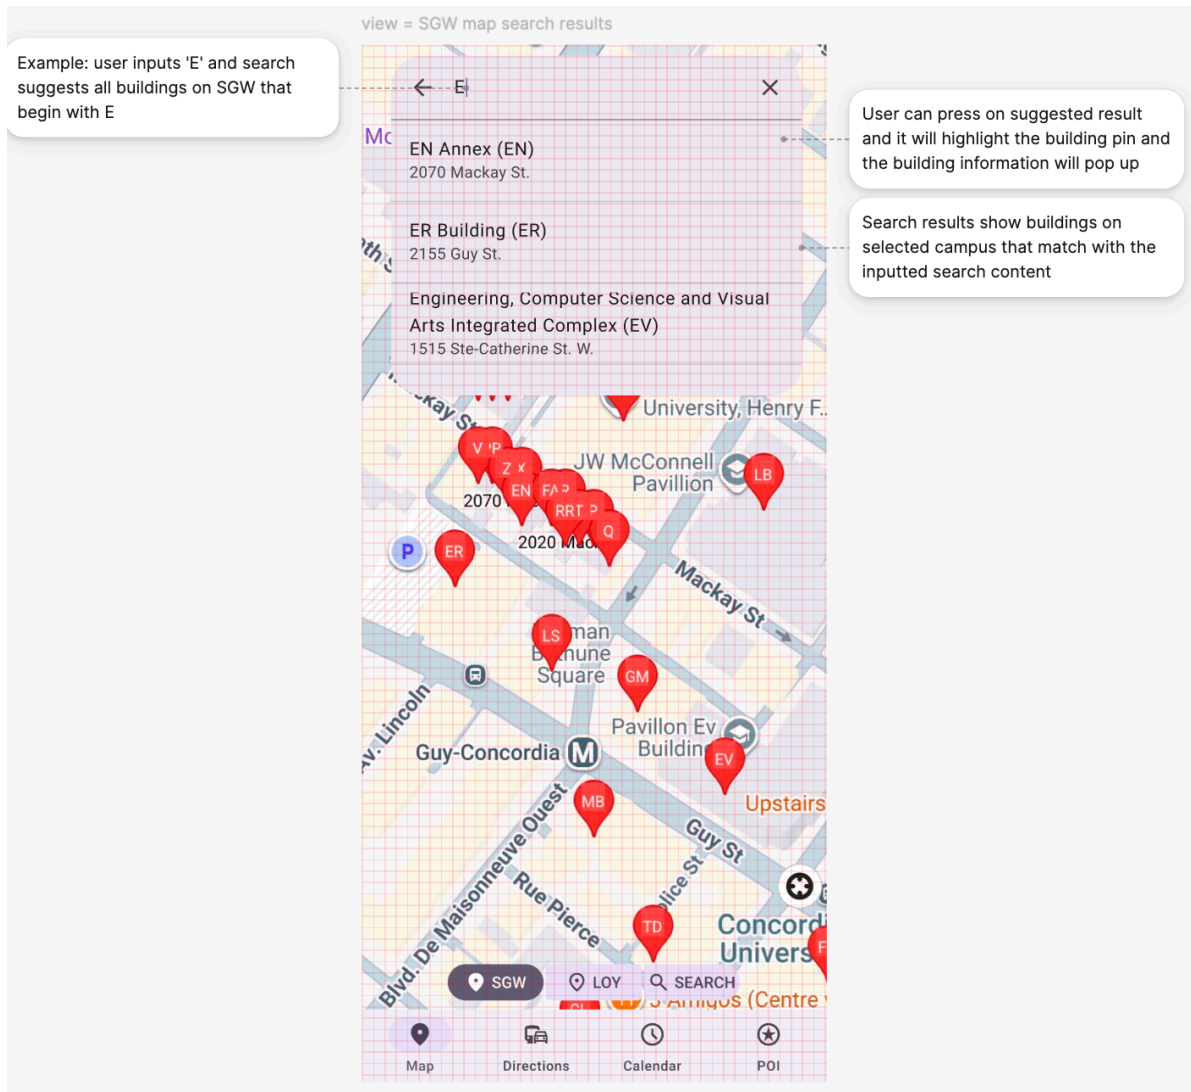 view = SGW map search results
Example: user inputs 'E' and search
suggests all buildings on SGW that
begin with E
E
User can press on suggested result
and it will highlight the building pin and
the building information will pop up
Search results show buildings on
selected campus that match with the
inputted search content
EN Annex (EN)
2070 Mackay St.
ER Building (ER)
2155 Guy St.
Engineering, Computer Science and Visual
Arts Integrated Complex (EV)
1515 Ste-Catherine St. W.
University, Henry F..
JW McConnell
Pavillion
LB
V
Z
EN
2070
Q
2020
P
ER
Mackay St
LS
Square
GM
Pavillon Ev
Building
EV
Av. Lincoln
Guy-Concordia
M
MB
Upstairs
Guy St
Blvd. De Maisonneuve Ouest
Rue Pierce
TD
SGW
LOY
SEARCH
Amigos (Centre
Map
Directions
Calendar
POI